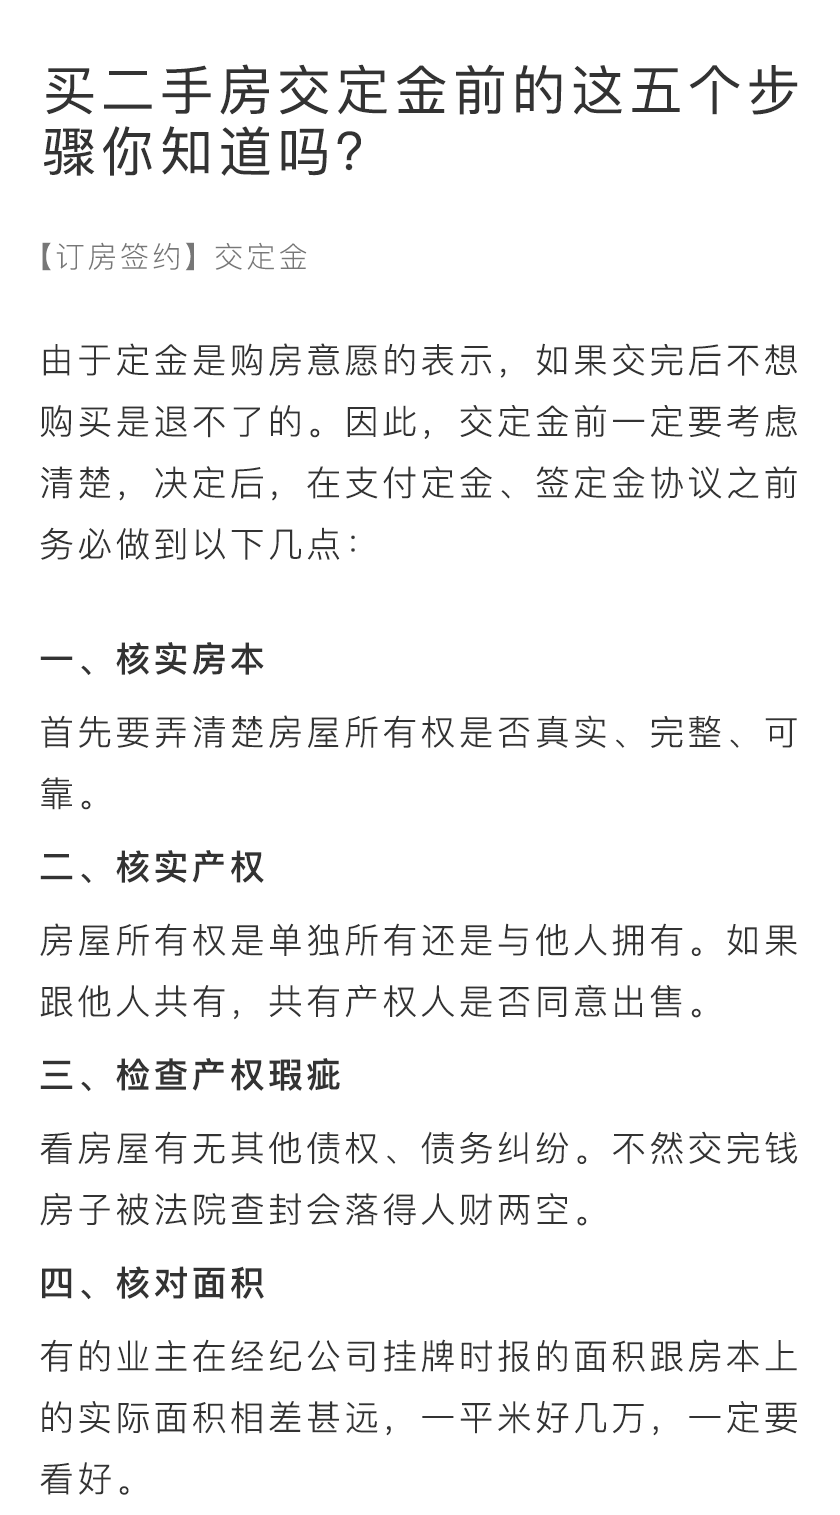 买二手房交定金前的这五个步
骤你知道吗?
【订房签约】交定金
由于定金是购房意愿的表示，如果交完后不想
购买是退不了的。因此，交定金前一定要考虑
清楚，决定后，在支付定金、签定金协议之前
务必做到以下几点：
一、核实房本
首先要弄清楚房屋所有权是否真实、完整、可
靠。
二、核实产权
房屋所有权是单独所有还是与他人拥有。如果
跟他人共有，共有产权人是否同意出售。
三、检查产权瑕疵
看房屋有无其他债权、债务纠纷。不然交完钱
房子被法院查封会落得人财两空。
四、核对面积
有的业主在经纪公司挂牌时报的面积跟房本上
的实际面积相差甚远，一平米好几万，一定要
看好。